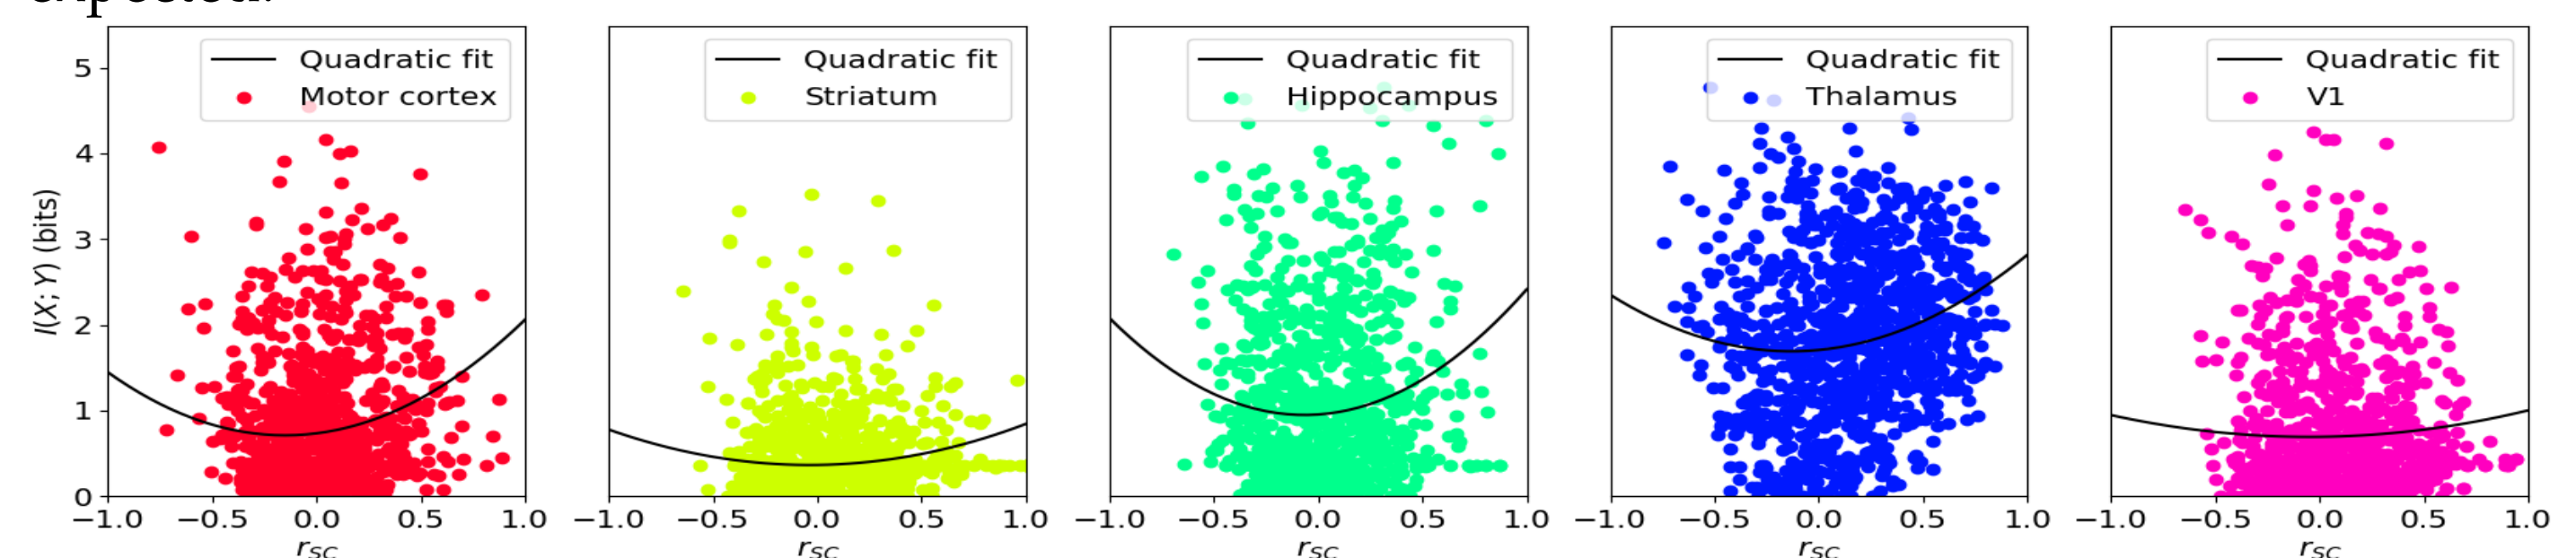 expected.
Quadratic fit
Motor cortex
Quadratic fit
Striatum
Quadratic fit
Hippocampus
Quadratic fit
Thalamus
Quadratic fit
V1
I(X; Y) (bits)
5
4
3
2
1
0
−1.0 −0.5 0.0 0.5 1.0
−1.0 −0.5 0.0 0.5 1.0
−1.0 −0.5 0.0 0.5 1.0
−1.0 −0.5 0.0 0.5 1.0
−1.0 −0.5 0.0 0.5 1.0
rSC
rSC
rSC
rSC
rSC